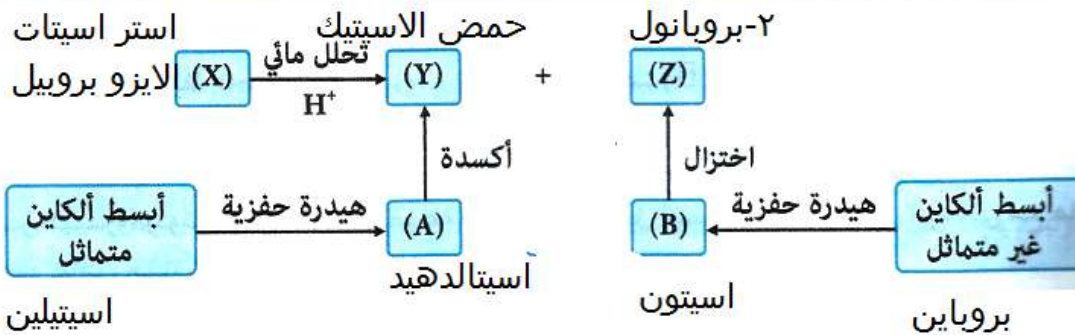 استر اسيتات
الايزو بروبيل
(X)
تحلل مائي
H⁺
حمض الاسيتيك
(Y)
+
٢-بروبانول
(Z)
أكسدة
اختزال
أبسط ألكاين
متماثل
هيدرة حفزية
(A)
(B)
هيدرة حفزية
أبسط ألكاين
غير متماثل
اسيتيلين
اسيتالدهيد
اسيتون
بروباين